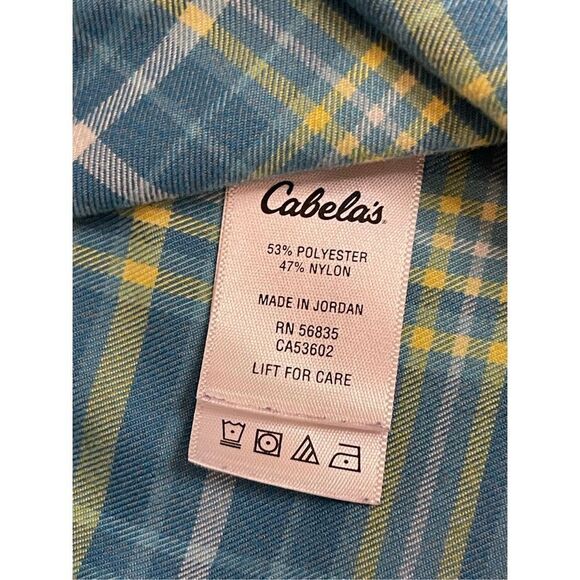 Cabela's
53% POLYESTER
47% NYLON
MADE IN JORDAN
RN 56835
CA53602
LIFT FOR CARE